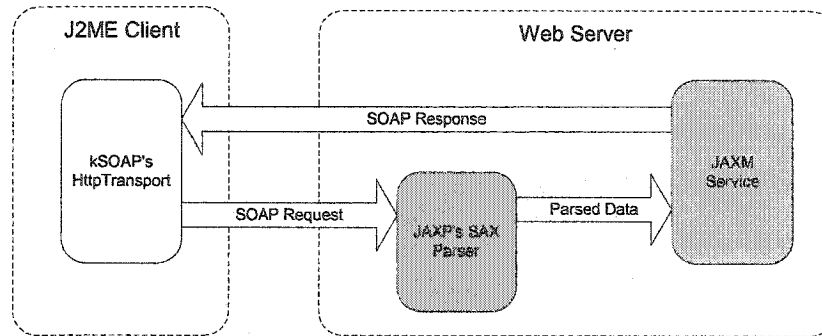 J2ME Client
Web Server
SOAP Response
kSOAP's
HttpTransport
JAXM
Service
SOAP Request
Parsed Data
JAXP's SAX
Parser